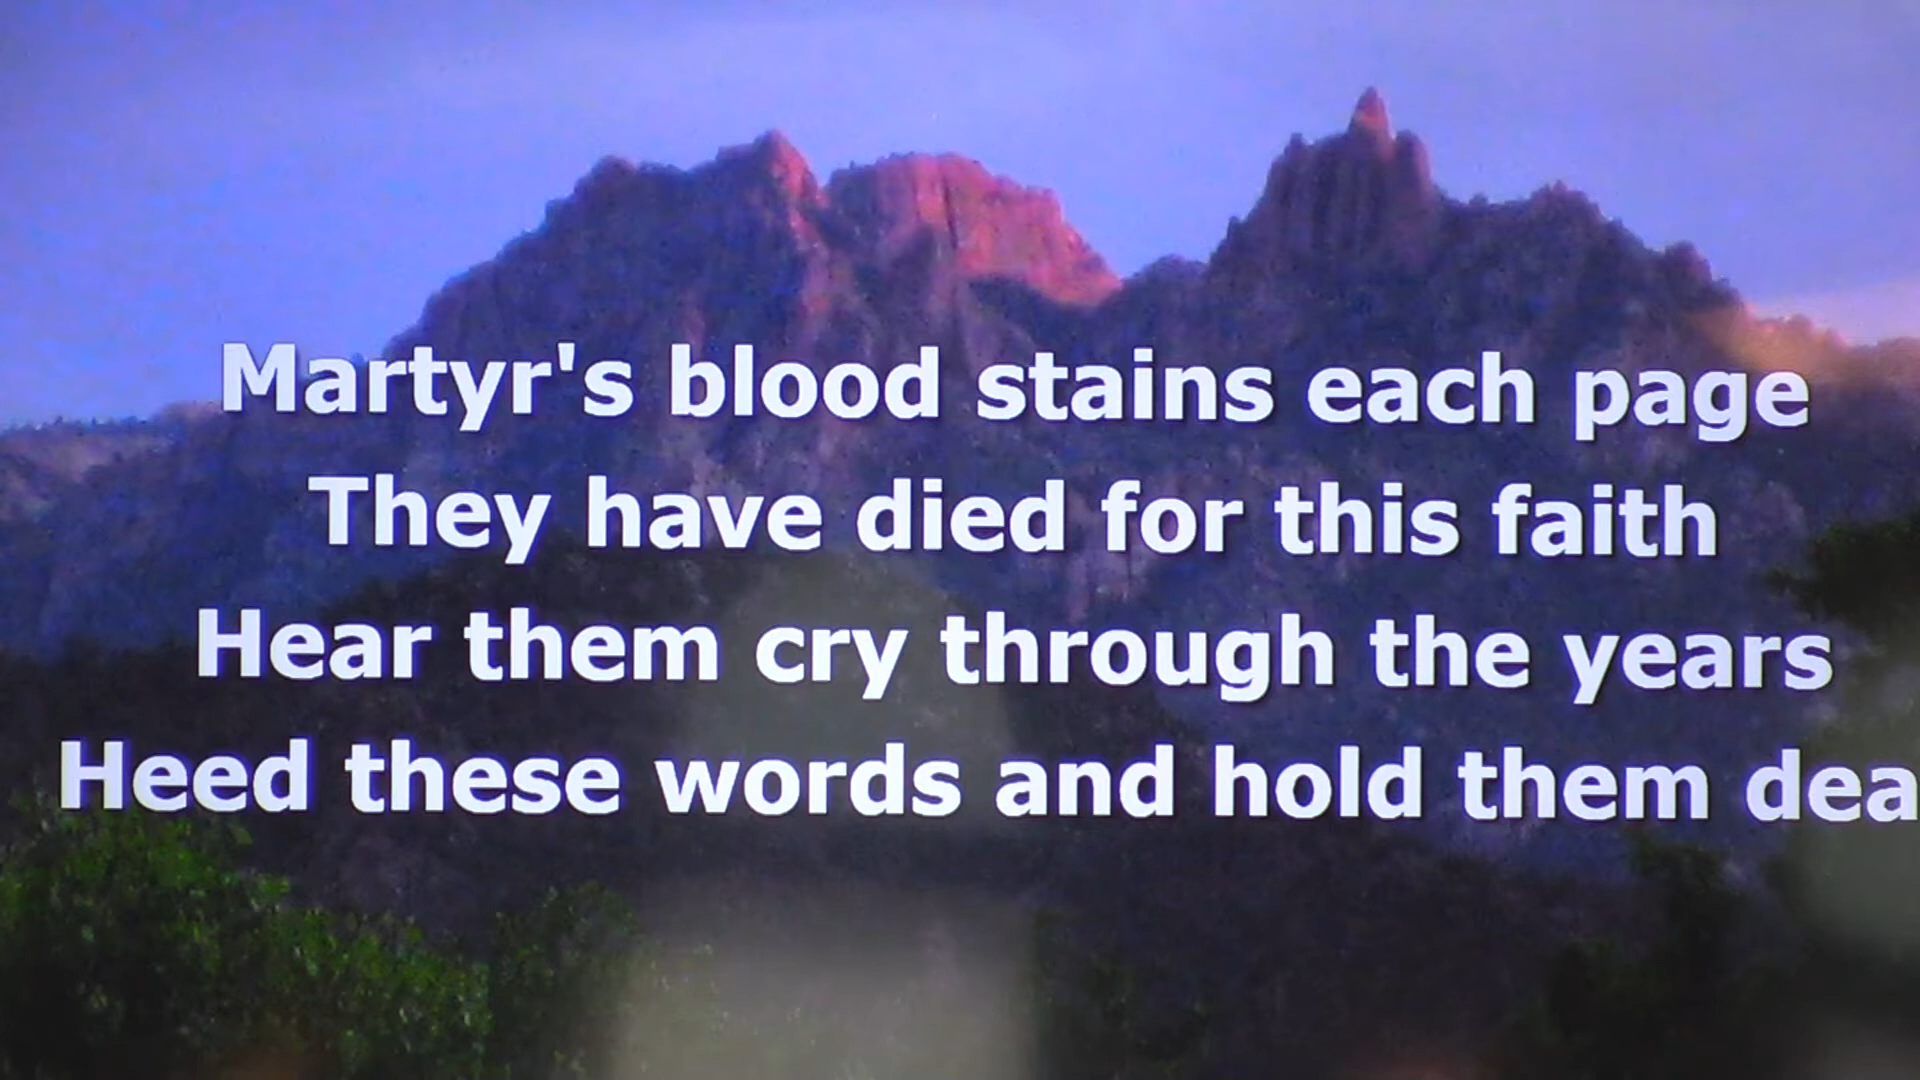 Martyr's blood stains each page
They have died for this faith
Hear them cry through the years
Heed these words and hold them dea